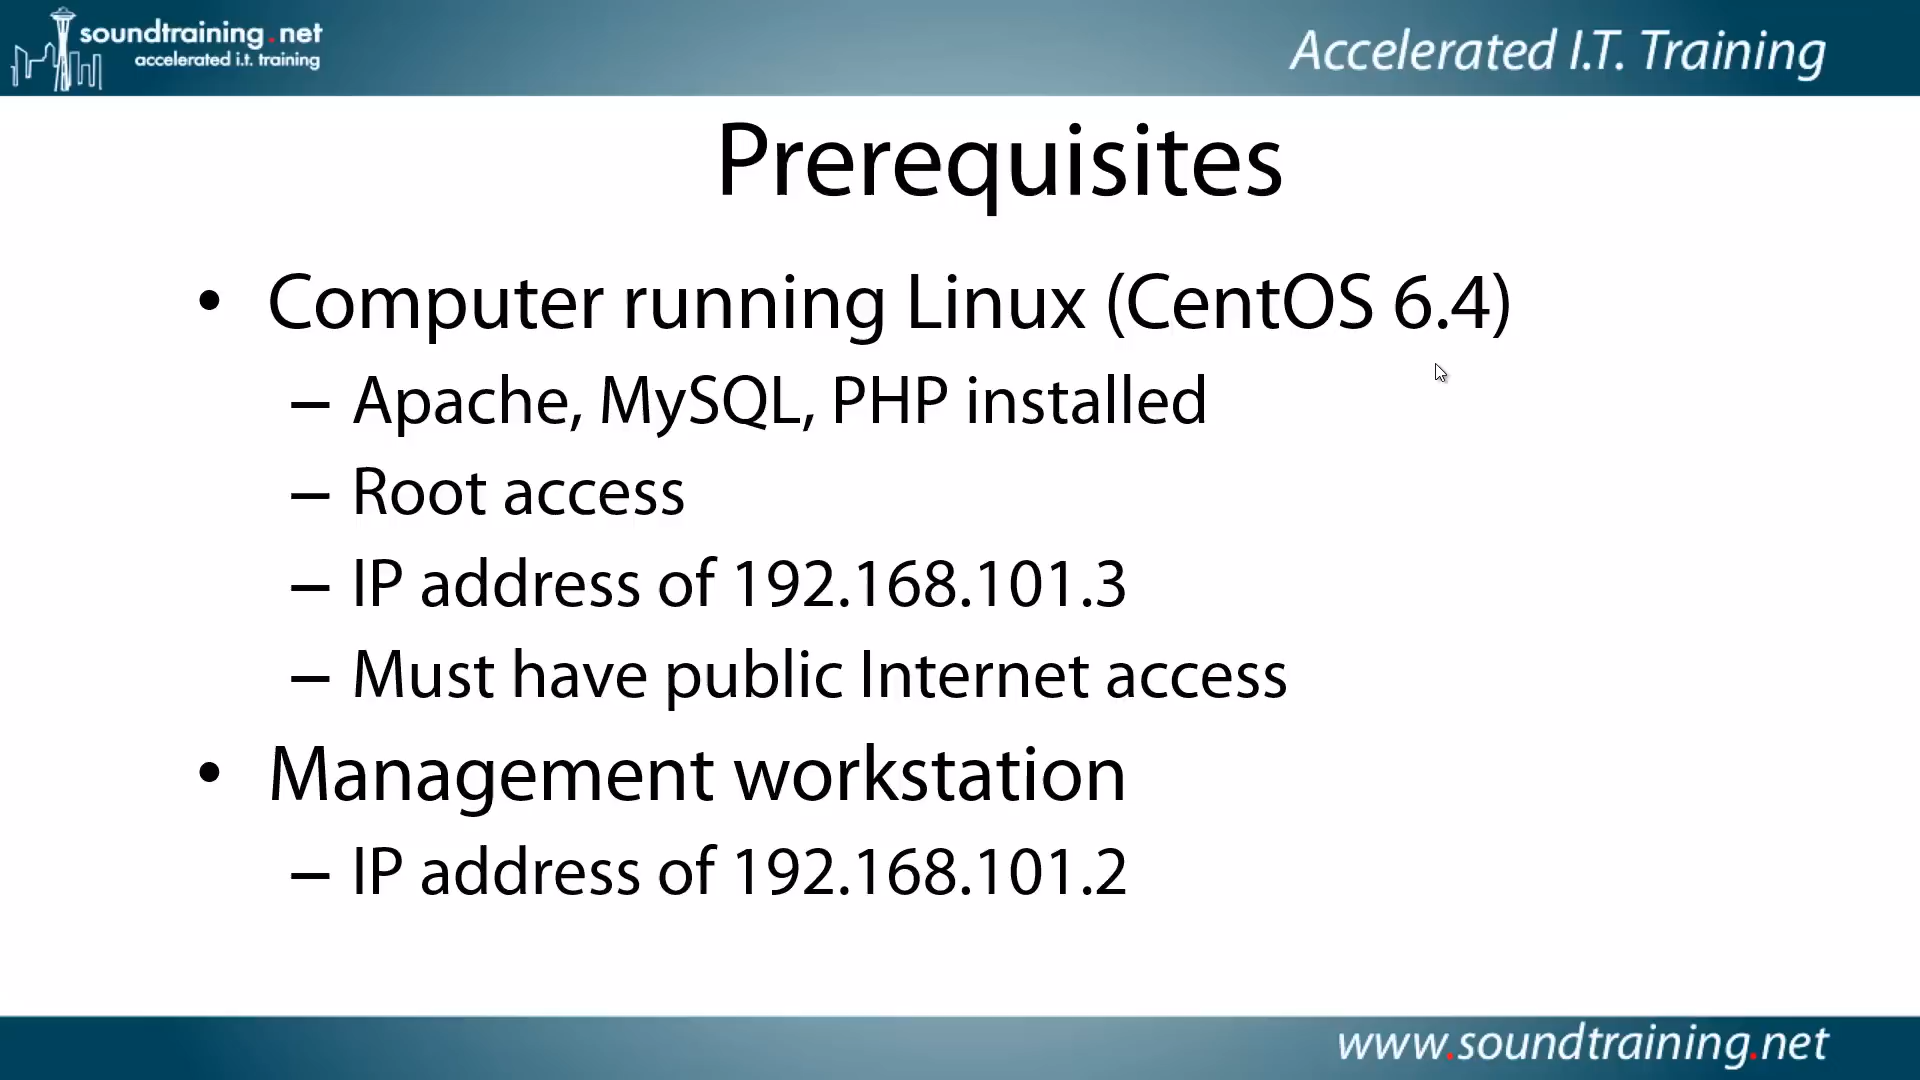 soundtraining.net
accelerated i.t. training
Accelerated I.T. Training
Prerequisites
• Computer running Linux (CentOS 6.4)
– Apache, MySQL, PHP installed
– Root access
– IP address of 192.168.101.3
– Must have public Internet access
• Management workstation
– IP address of 192.168.101.2
www.soundtraining.net